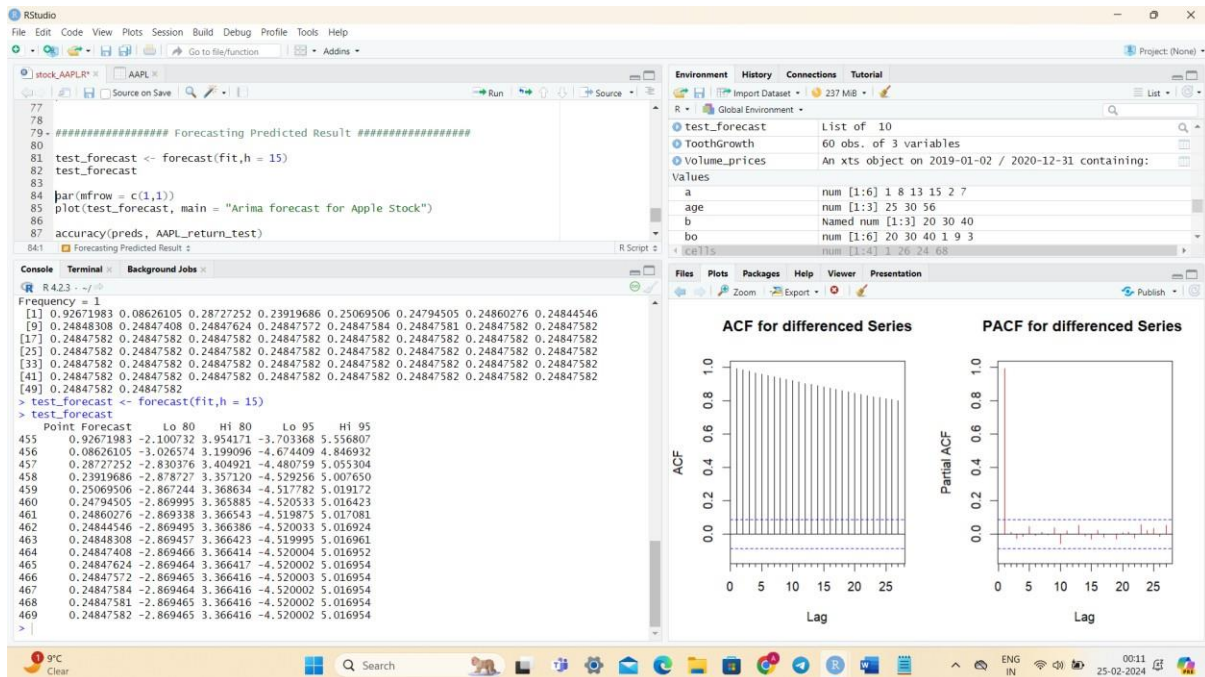 RStudio
File Edit Code View Plots Session Build Debug Profile Tools Help
Go to file/function Addins
Project: (None)
stock_AAPL.R* AAPL
Source on Save Run Source
77
78
79 ################## Forecasting Predicted Result ##################
80
81 test_forecast <- forecast(fit,h = 15)
82 test_forecast
83
84 par(mfrow = c(1,1))
85 plot(test_forecast, main = "Arima forecast for Apple Stock")
86
87 accuracy(preds, AAPL_return_test)
84:1 Forecasting Predicted Result R Script
Console Terminal Background Jobs
R 4.2.3 · ~/
Frequency = 1
[1] 0.92671983 0.08626105 0.28727252 0.23919686 0.25069506 0.24794505 0.24860276 0.24844546
[9] 0.24848308 0.24847408 0.24847624 0.24847572 0.24847584 0.24847581 0.24847582 0.24847582
[17] 0.24847582 0.24847582 0.24847582 0.24847582 0.24847582 0.24847582 0.24847582 0.24847582
[25] 0.24847582 0.24847582 0.24847582 0.24847582 0.24847582 0.24847582 0.24847582 0.24847582
[33] 0.24847582 0.24847582 0.24847582 0.24847582 0.24847582 0.24847582 0.24847582 0.24847582
[41] 0.24847582 0.24847582 0.24847582 0.24847582 0.24847582 0.24847582 0.24847582 0.24847582
[49] 0.24847582 0.24847582
> test_forecast <- forecast(fit,h = 15)
> test_forecast
Point Forecast Lo 80 Hi 80 Lo 95 Hi 95
455 0.92671983 -2.100732 3.954171 -3.703368 5.556807
456 0.08626105 -3.026574 3.199096 -4.674409 4.846932
457 0.28727252 -2.830376 3.404921 -4.480759 5.055304
458 0.23919686 -2.878727 3.357120 -4.529256 5.007650
459 0.25069506 -2.867244 3.368634 -4.517782 5.019172
460 0.24794505 -2.869995 3.365885 -4.520533 5.016423
461 0.24860276 -2.869338 3.366543 -4.519875 5.017081
462 0.24844546 -2.869495 3.366386 -4.520033 5.016924
463 0.24848308 -2.869457 3.366423 -4.519995 5.016961
464 0.24847408 -2.869466 3.366414 -4.520004 5.016952
465 0.24847624 -2.869464 3.366417 -4.520002 5.016954
466 0.24847572 -2.869465 3.366416 -4.520003 5.016954
467 0.24847584 -2.869464 3.366416 -4.520002 5.016954
468 0.24847581 -2.869465 3.366416 -4.520002 5.016954
469 0.24847582 -2.869465 3.366416 -4.520002 5.016954
>
Environment History Connections Tutorial
Import Dataset 237 MiB List
R Global Environment
test_forecast List of 10
ToothGrowth 60 obs. of 3 variables
Volume_prices An xts object on 2019-01-02 / 2020-12-31 containing:
Values
a num [1:6] 1 8 13 15 2 7
age num [1:3] 25 30 56
b Named num [1:3] 20 30 40
bo num [1:6] 20 30 40 1 9 3
cells num [1:4] 1 26 24 68
Files Plots Packages Help Viewer Presentation
Zoom Export Publish
ACF for differenced Series
ACF
0.0 0.2 0.4 0.6 0.8 1.0
0 5 10 15 20 25
Lag
PACF for differenced Series
Partial ACF
0.0 0.2 0.4 0.6 0.8 1.0
0 5 10 15 20 25
Lag
1
9°C
Clear
Search
ENG
IN
00:11
25-02-2024
PRE